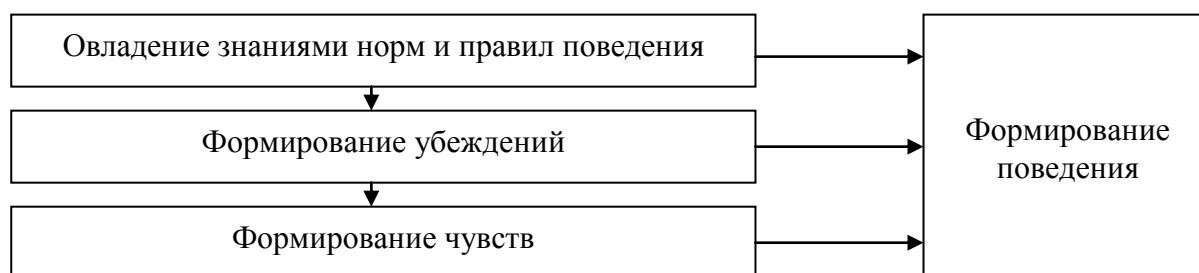 Овладение знаниями норм и правил поведения
Формирование убеждений
Формирование чувств
Формирование
поведения